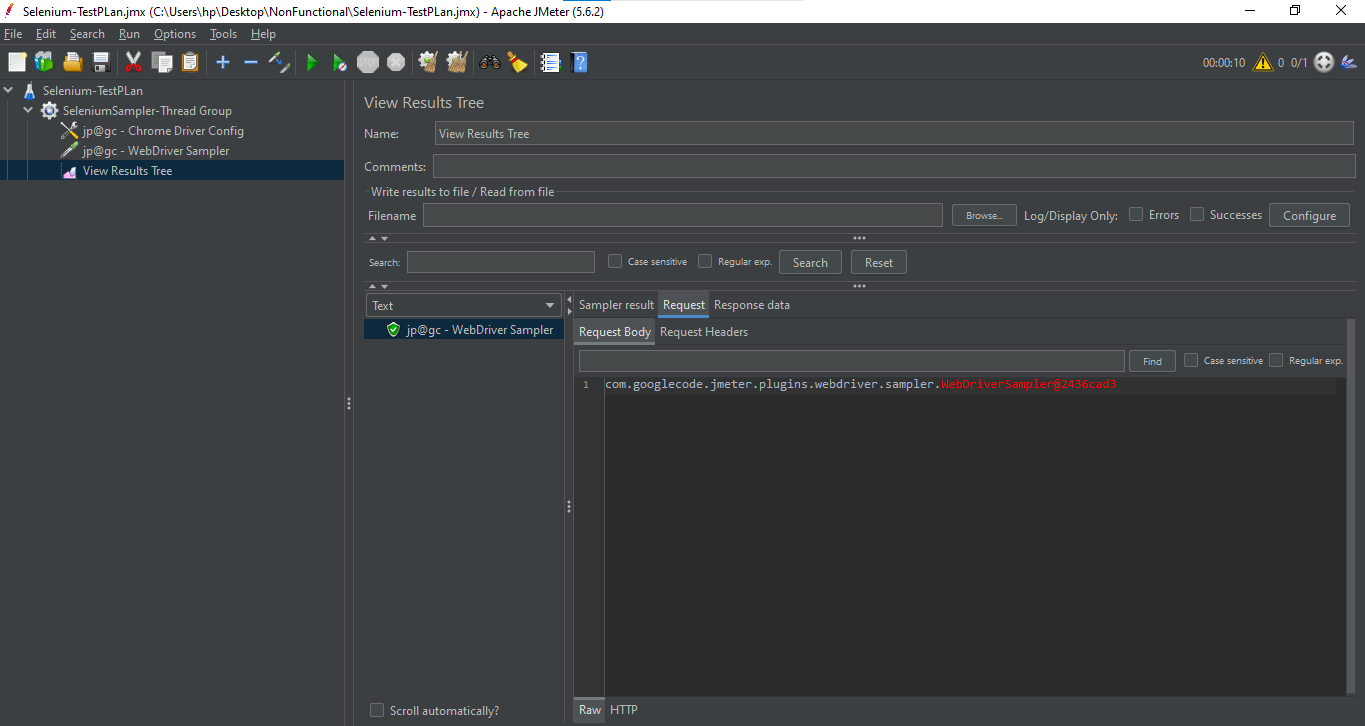 Selenium-TestPLan.jmx (C:\Users\hp\Desktop\NonFunctional\Selenium-TestPLan.jmx) - Apache JMeter (5.6.2)
File Edit Search Run Options Tools Help
STOP 00:00:10 0 0/1
Selenium-TestPLan
SeleniumSampler-Thread Group
jp@gc - Chrome Driver Config
jp@gc - WebDriver Sampler
View Results Tree
View Results Tree
Name: View Results Tree
Comments:
Write results to file / Read from file
Filename Browse... Log/Display Only: Errors Successes Configure
Search: Case sensitive Regular exp. Search Reset
Text
jp@gc - WebDriver Sampler
Scroll automatically?
Sampler result Request Response data
Request Body Request Headers
Find Case sensitive Regular exp.
1 com.googlecode.jmeter.plugins.webdriver.sampler.WebDriverSampler@2436cad3
Raw HTTP